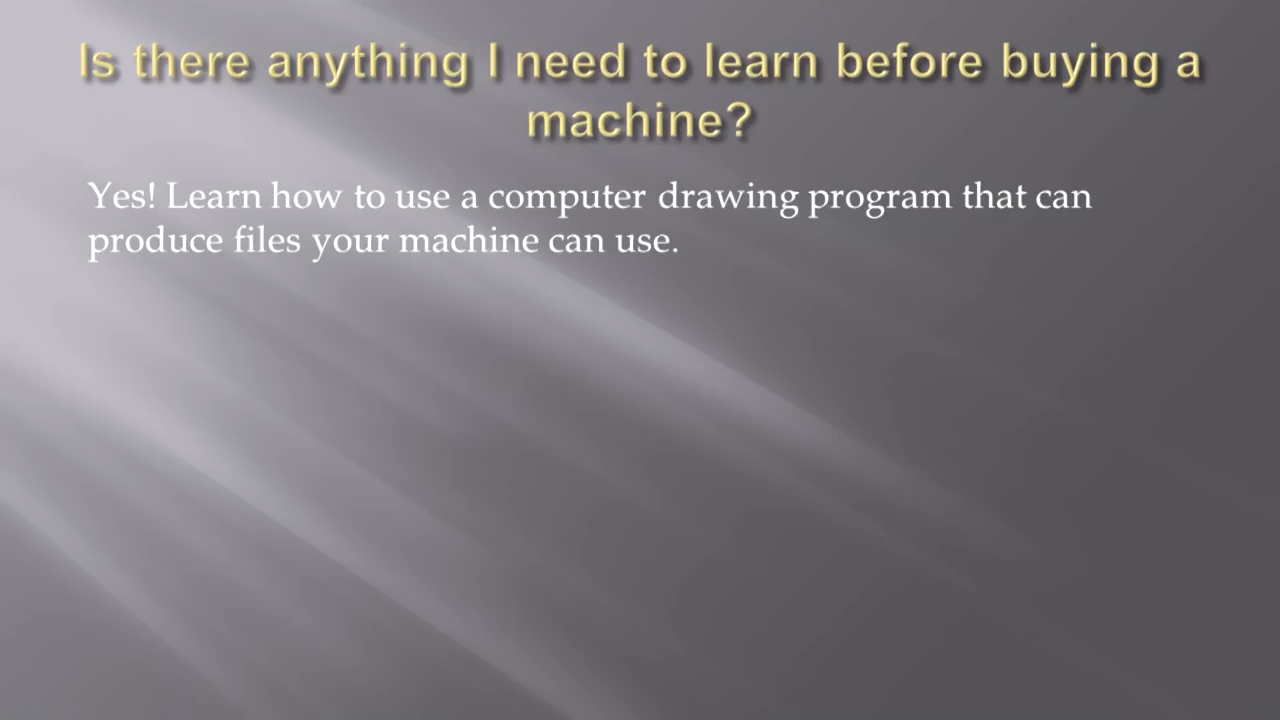 Is there anything I need to learn before buying a
machine?
Yes! Learn how to use a computer drawing program that can
produce files your machine can use.